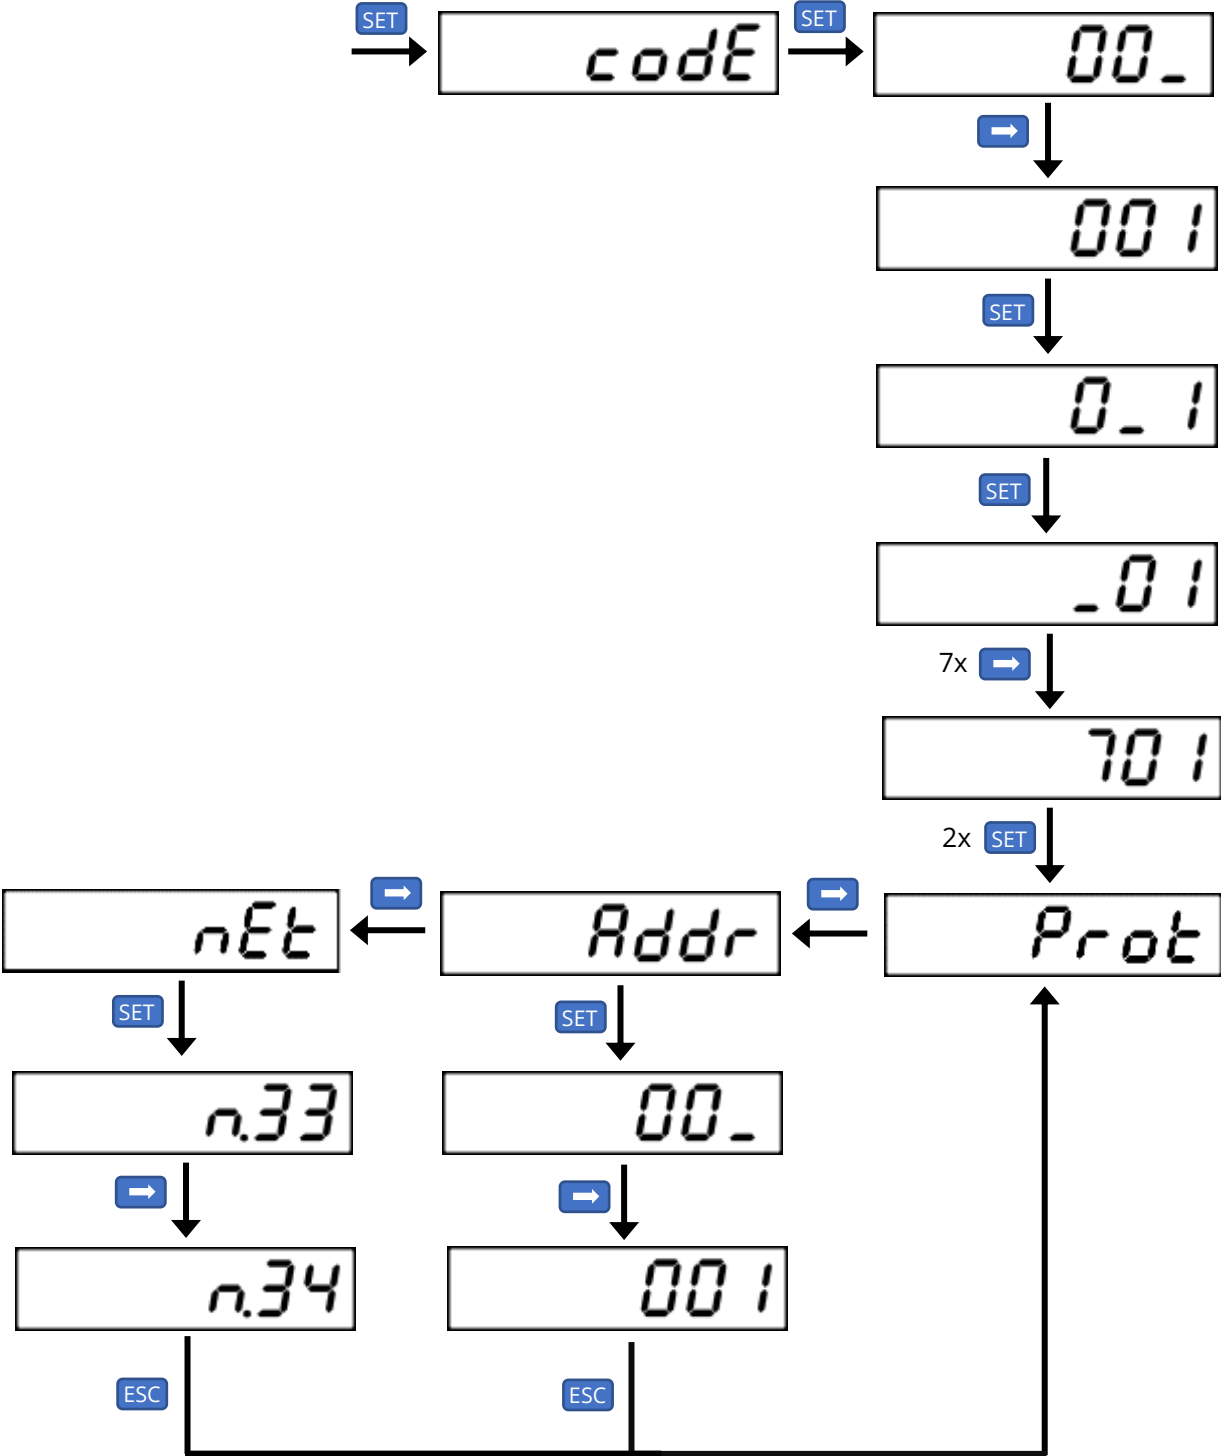 SET
SET
codE
00_
001
SET
0_1
SET
_01
7x
701
2x SET
nEt
Addr
Prot
SET
SET
n.33
00_
n.34
001
ESC
ESC